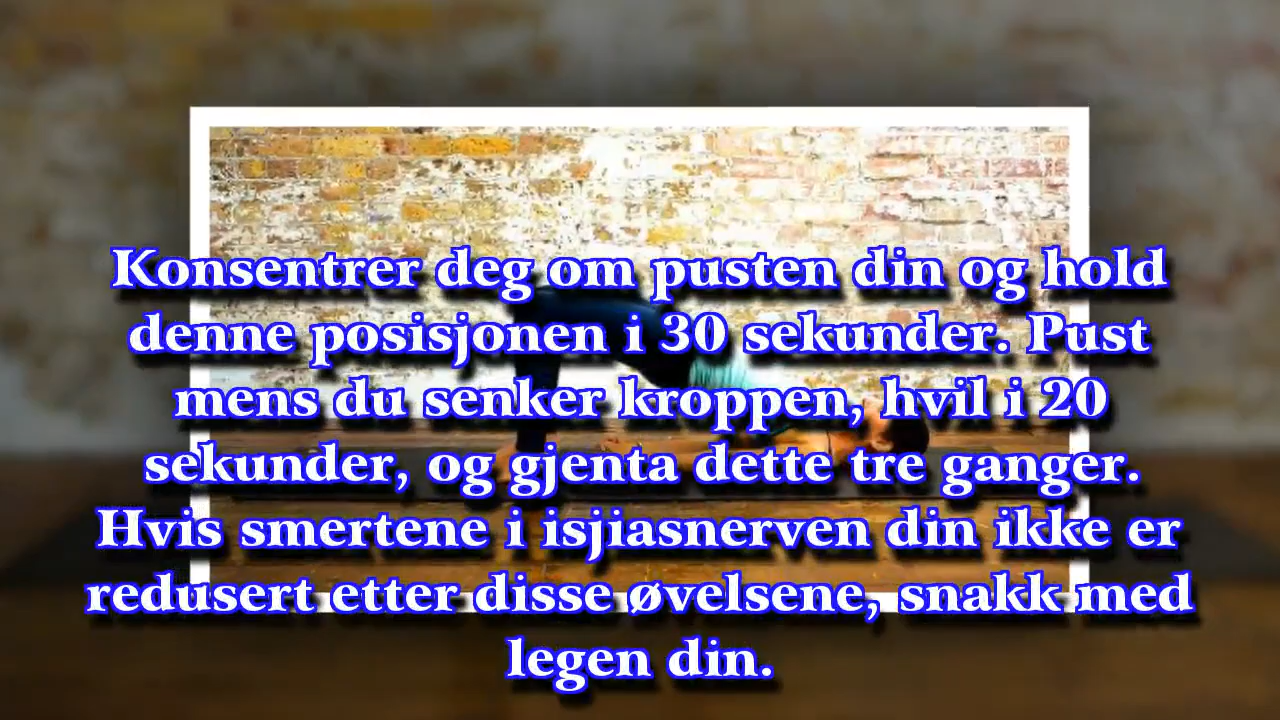 Konsentrer deg om pusten din og hold
denne posisjonen i 30 sekunder. Pust
mens du senker kroppen, hvil i 20
sekunder, og gjenta dette tre ganger.
Hvis smertene i isjiasnerven din ikke er
redusert etter disse øvelsene, snakk med
legen din.